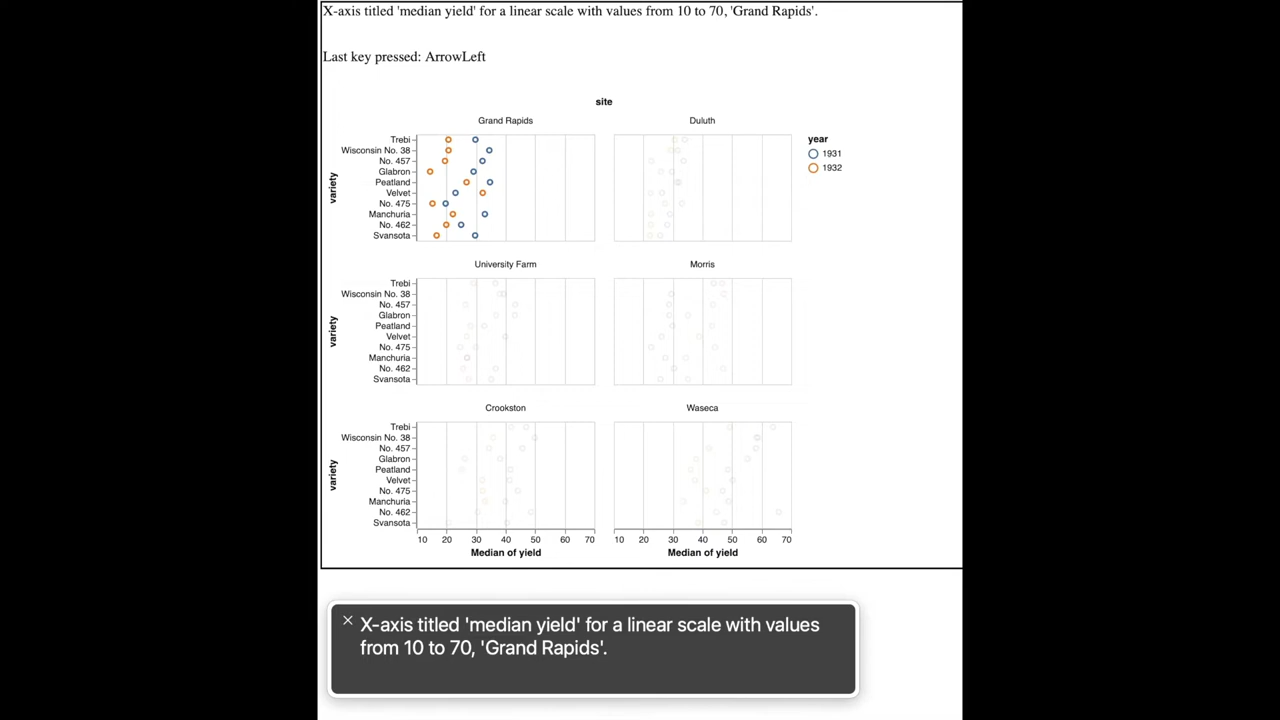 X-axis titled 'median yield' for a linear scale with values from 10 to 70, 'Grand Rapids'.
Last key pressed: ArrowLeft
site
Grand Rapids
variety
Trebi
Wisconsin No. 38
No. 457
Glabron
Peatland
Velvet
No. 475
Manchuria
No. 462
Svansota
Duluth
year
1931
1932
University Farm
variety
Trebi
Wisconsin No. 38
No. 457
Glabron
Peatland
Velvet
No. 475
Manchuria
No. 462
Svansota
Morris
Crookston
variety
Trebi
Wisconsin No. 38
No. 457
Glabron
Peatland
Velvet
No. 475
Manchuria
No. 462
Svansota
10 20 30 40 50 60 70
Median of yield
Waseca
10 20 30 40 50 60 70
Median of yield
X-axis titled 'median yield' for a linear scale with values
from 10 to 70, 'Grand Rapids'.